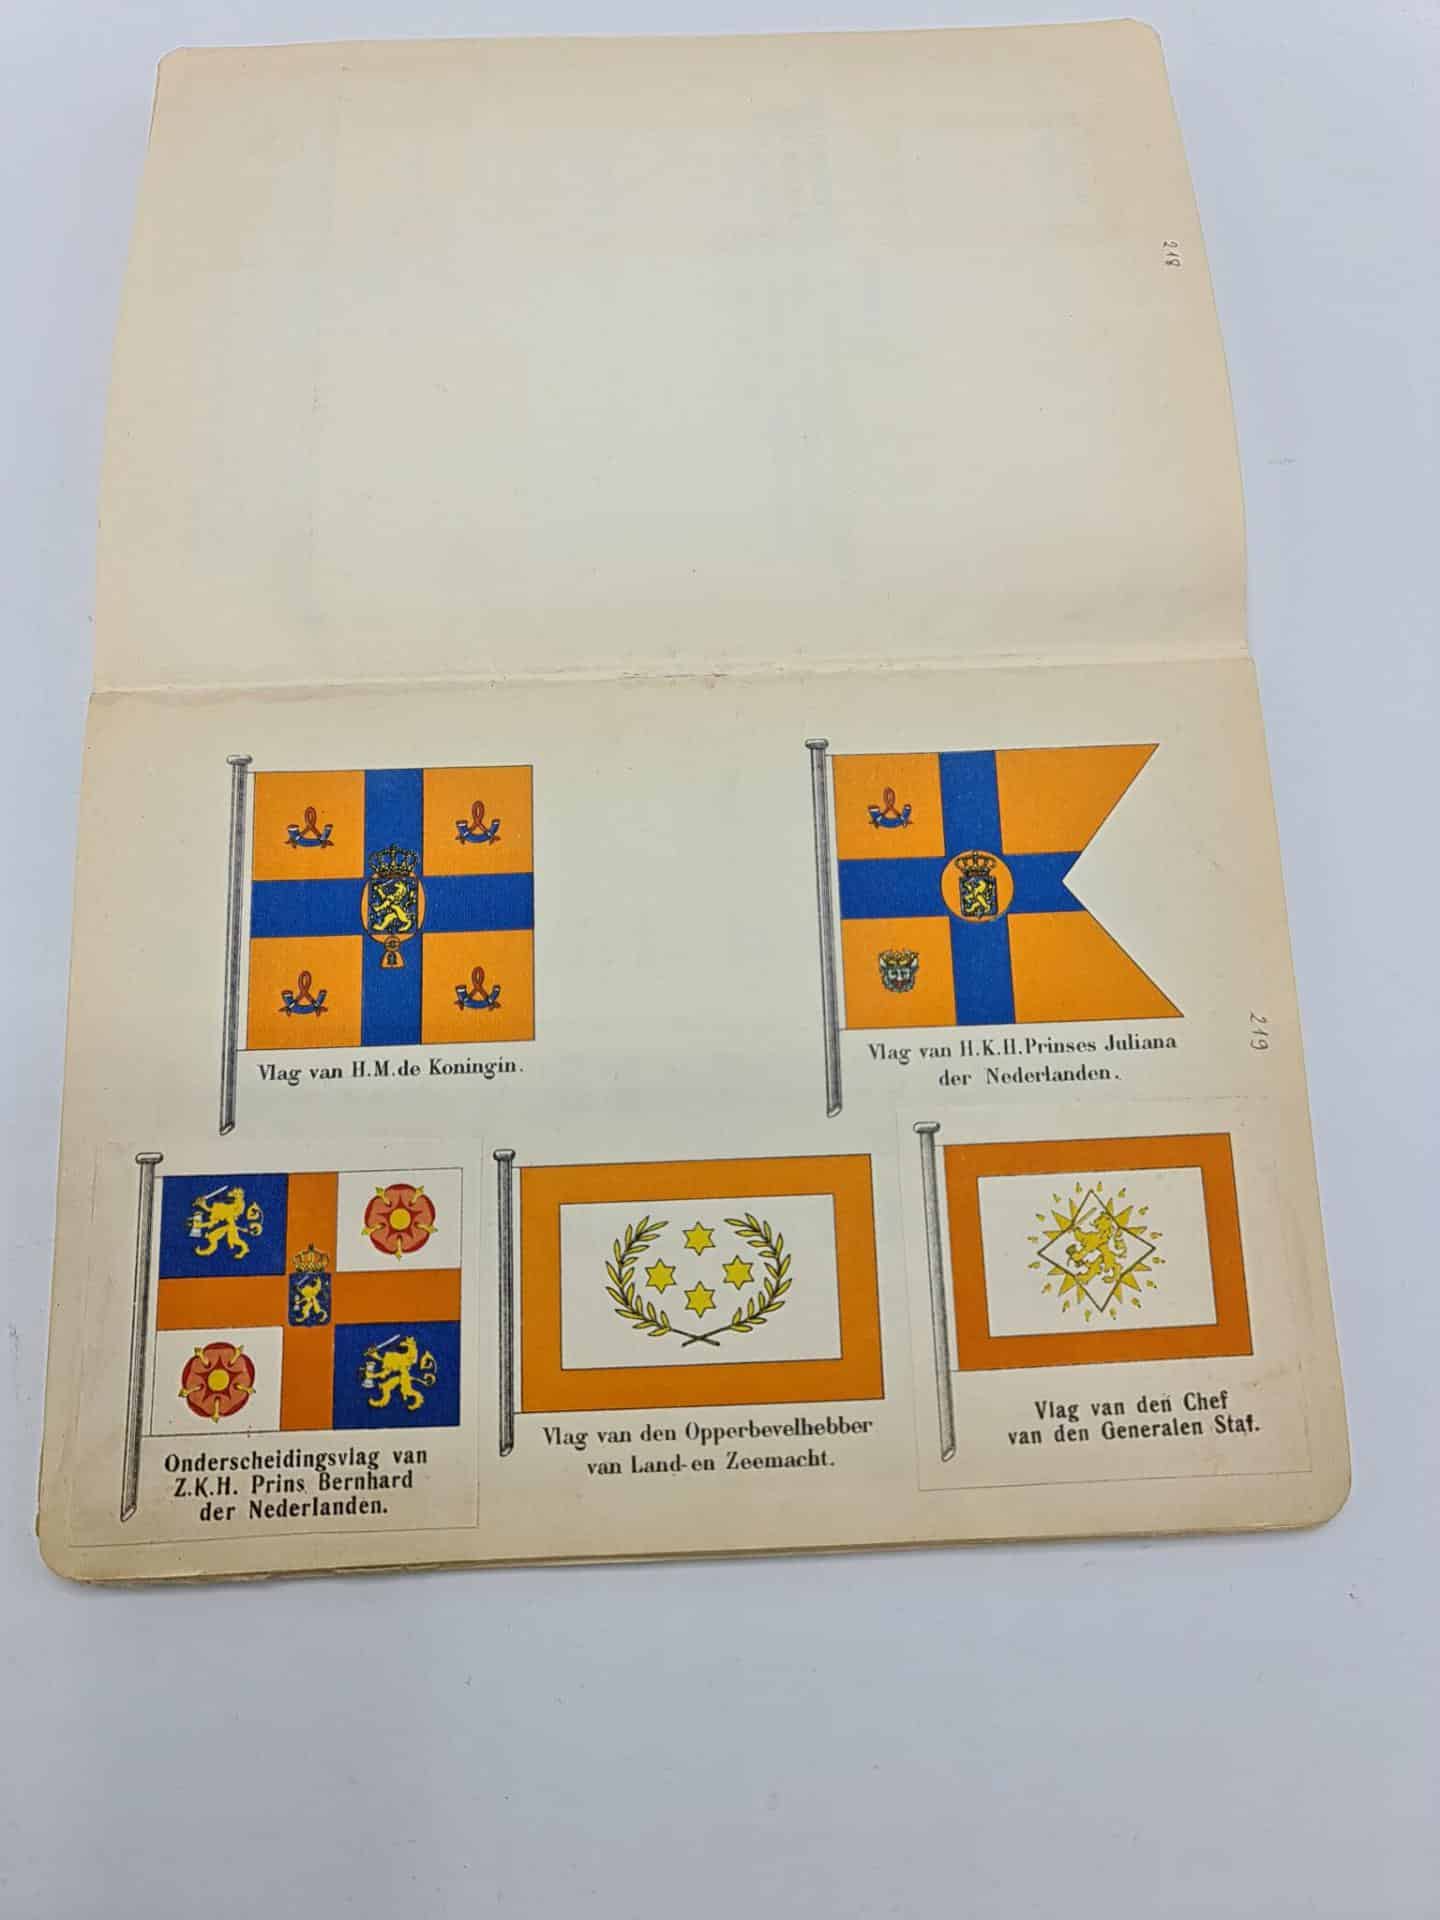 218
Vlag van H.M.de Koningin.
Vlag van H.K.H.Prinses Juliana
der Nederlanden.
219
Onderscheidingsvlag van
Z.K.H. Prins Bernhard
der Nederlanden.
Vlag van den Opperbevelhebber
van Land-en Zeemacht.
Vlag van den Chef
van den Generalen Staf.